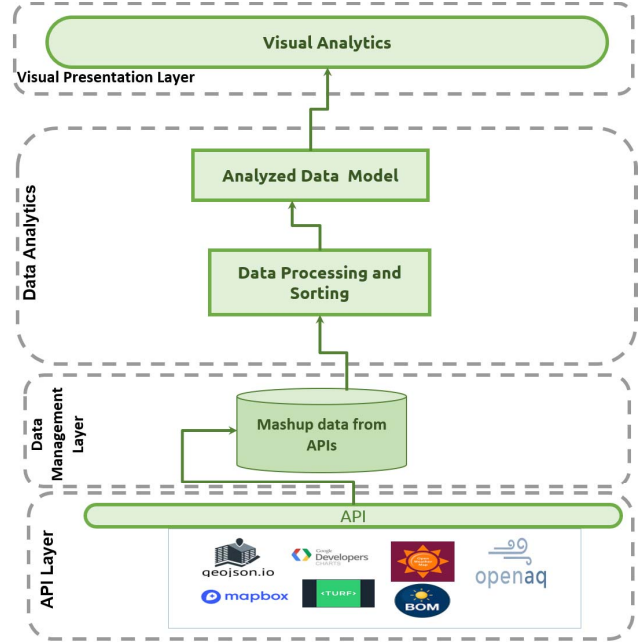 Visual Analytics
Visual Presentation Layer
Analyzed Data Model
Data Analytics
Data Processing and
Sorting
Data
Management
Layer
Mashup data from
APIs
API Layer
API
geojson.io
Google
Developers
CHARTS
openaq
mapbox
<TURF>
BOM